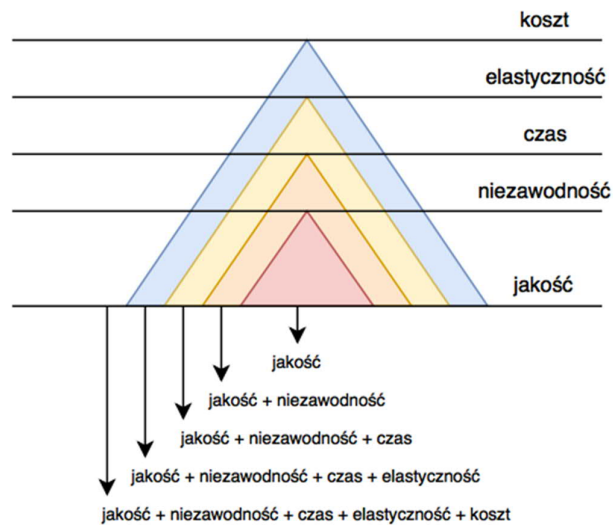 koszt
elastyczność
czas
niezawodność
jakość
jakość
jakość + niezawodność
jakość + niezawodność + czas
jakość + niezawodność + czas + elastyczność
jakość + niezawodność + czas + elastyczność + koszt